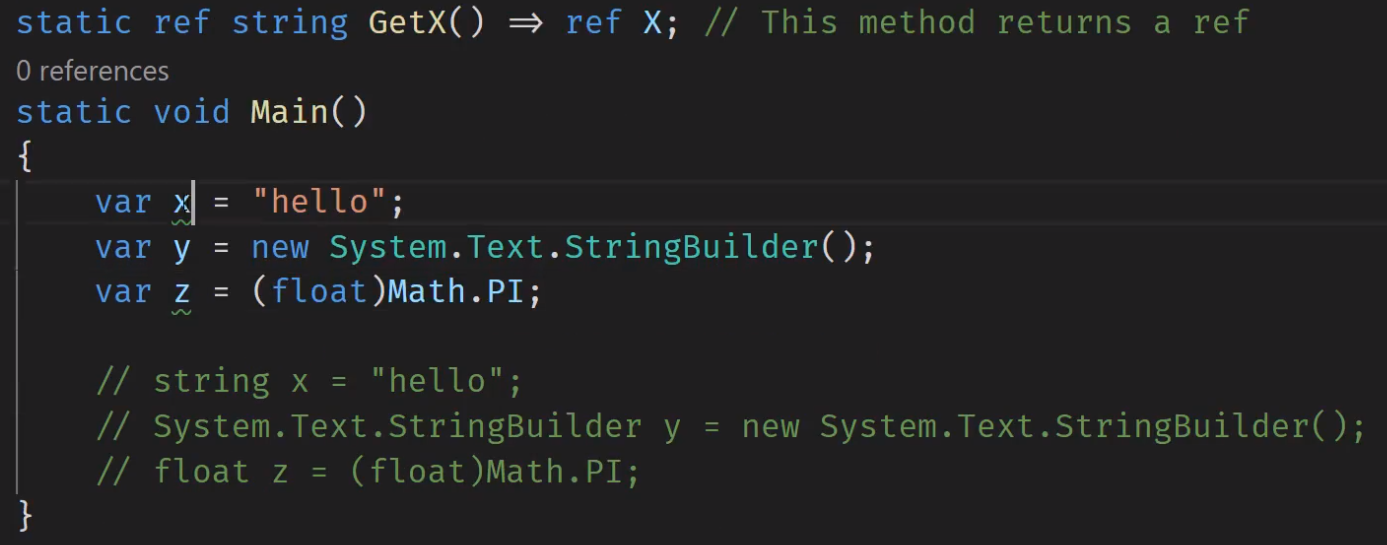 static ref string GetX() => ref X; // This method returns a ref
0 references
static void Main()
{
    var x = "hello";
    var y = new System.Text.StringBuilder();
    var z = (float)Math.PI;

    // string x = "hello";
    // System.Text.StringBuilder y = new System.Text.StringBuilder();
    // float z = (float)Math.PI;
}